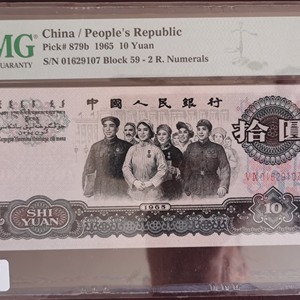 MG
GUARANTY
China / People's Republic
Pick# 879b 1965 10 Yuan
S/N 01629107 Block 59 - 2 R. Numerals
中國人民银行
拾圓
1965
SHI
YUAN
10